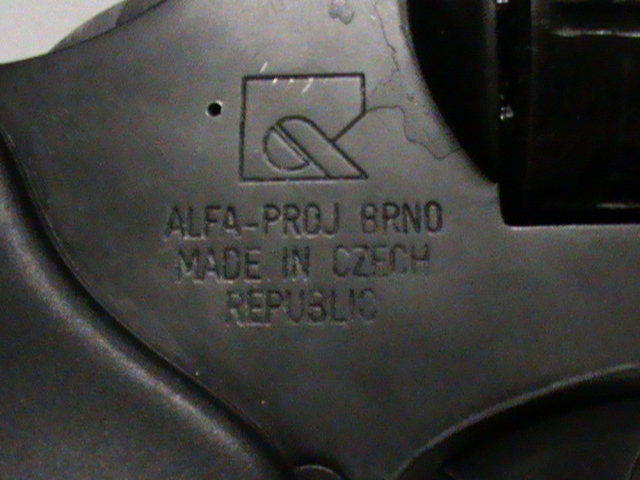 ALFA-PROJ BRNO
MADE IN CZECH
REPUBLIC